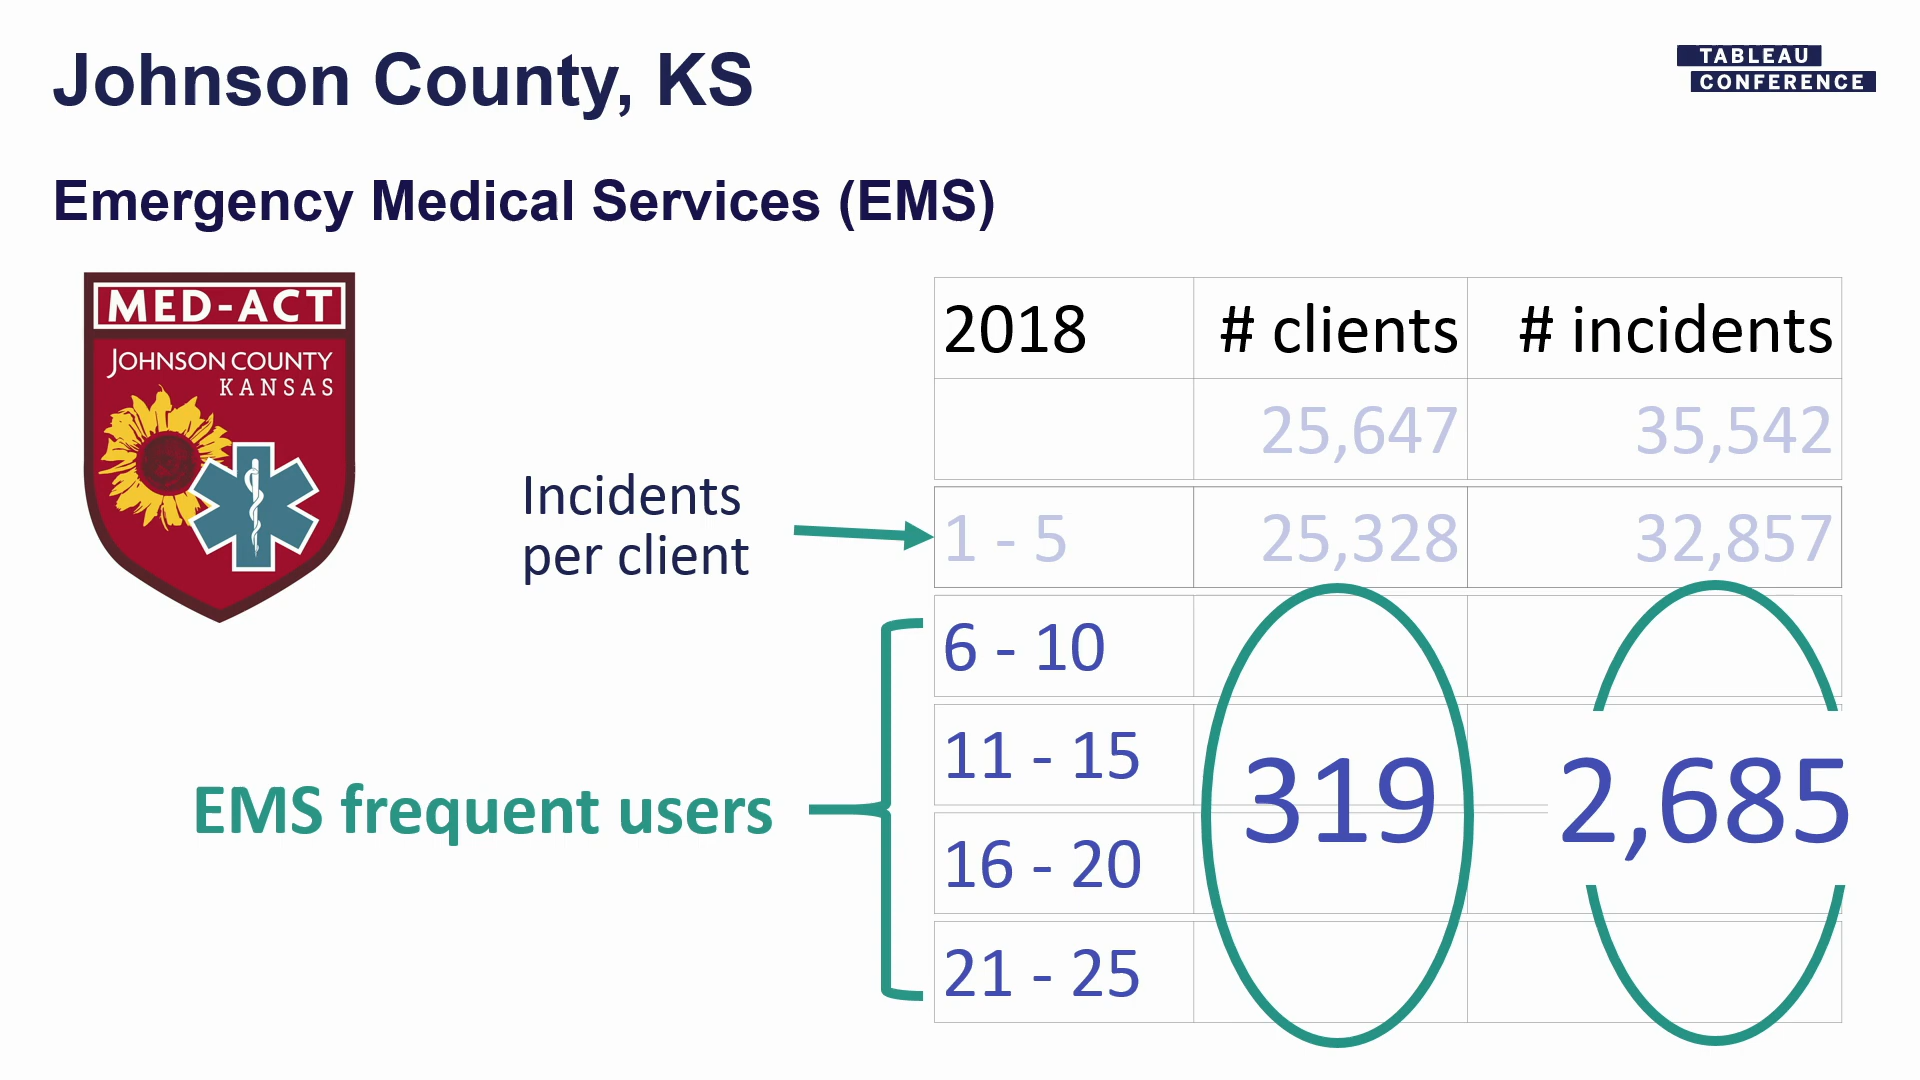 Johnson County, KS
TABLEAU
CONFERENCE
Emergency Medical Services (EMS)
MED-ACT
JOHNSON COUNTY
KANSAS
2018 # clients # incidents
25,647 35,542
Incidents
per client
1 - 5 25,328 32,857
6 - 10
11 - 15
EMS frequent users
319 2,685
16 - 20
21 - 25